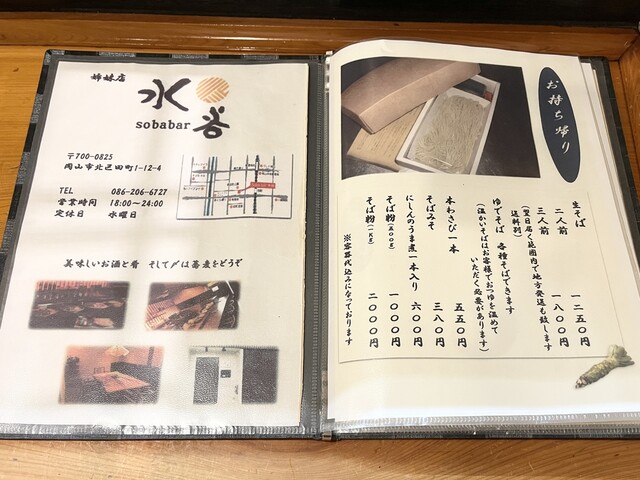 姉妹店
水谷
sobabar
〒700-0825
岡山市北区田町1-12-4
TEL 086-206-6727
営業時間 18:00〜24:00
定休日 水曜日
美味しいお酒と肴 そして〆は蕎麦をどうぞ
お持ち帰り
生そば
二人前 一二五〇円
三人前 一八〇〇円
(翌日届く範囲内で地方発送も致します
送料別)
ゆでそば 各種そばできます
(温かいそばはお客様でおつゆを温めて
いただく必要があります)
本わさび一本 五五〇円
そばみそ 三八〇円
にしんのうま煮一本入り 六〇〇円
そば粉(五〇〇g) 一〇〇〇円
そば粉(一kg) 二〇〇〇円
※容器代込みになっております